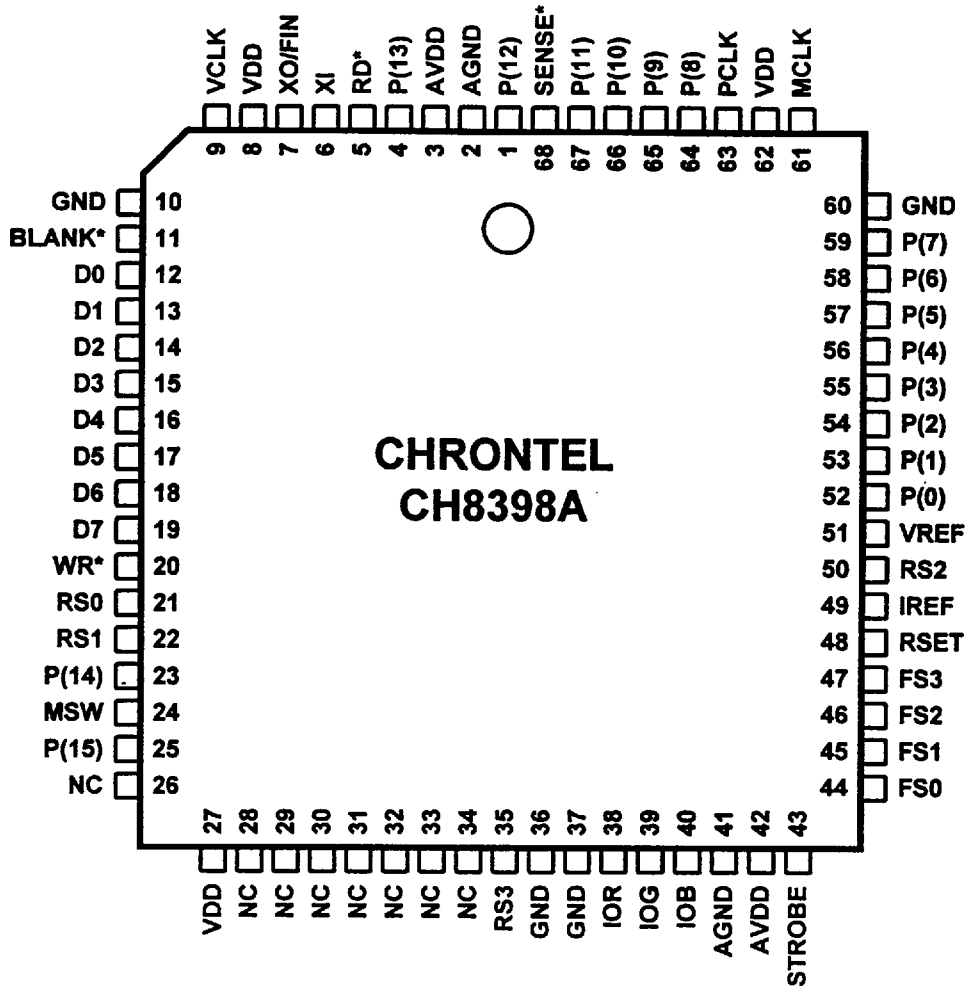 VCLK
VDD
XO/FIN
XI
RD*
P(13)
AVDD
AGND
P(12)
SENSE*
P(11)
P(10)
P(9)
P(8)
PCLK
VDD
MCLK
9 8 7 6 5 4 3 2 1 68 67 66 65 64 63 62 61
GND 10
BLANK* 11
D0 12
D1 13
D2 14
D3 15
D4 16
D5 17
D6 18
D7 19
WR* 20
RS0 21
RS1 22
P(14) 23
MSW 24
P(15) 25
NC 26
CHRONTEL
CH8398A
60 GND
59 P(7)
58 P(6)
57 P(5)
56 P(4)
55 P(3)
54 P(2)
53 P(1)
52 P(0)
51 VREF
50 RS2
49 IREF
48 RSET
47 FS3
46 FS2
45 FS1
44 FS0
27 28 29 30 31 32 33 34 35 36 37 38 39 40 41 42 43
VDD
NC
NC
NC
NC
NC
NC
NC
RS3
GND
GND
IOR
IOG
IOB
AGND
AVDD
STROBE